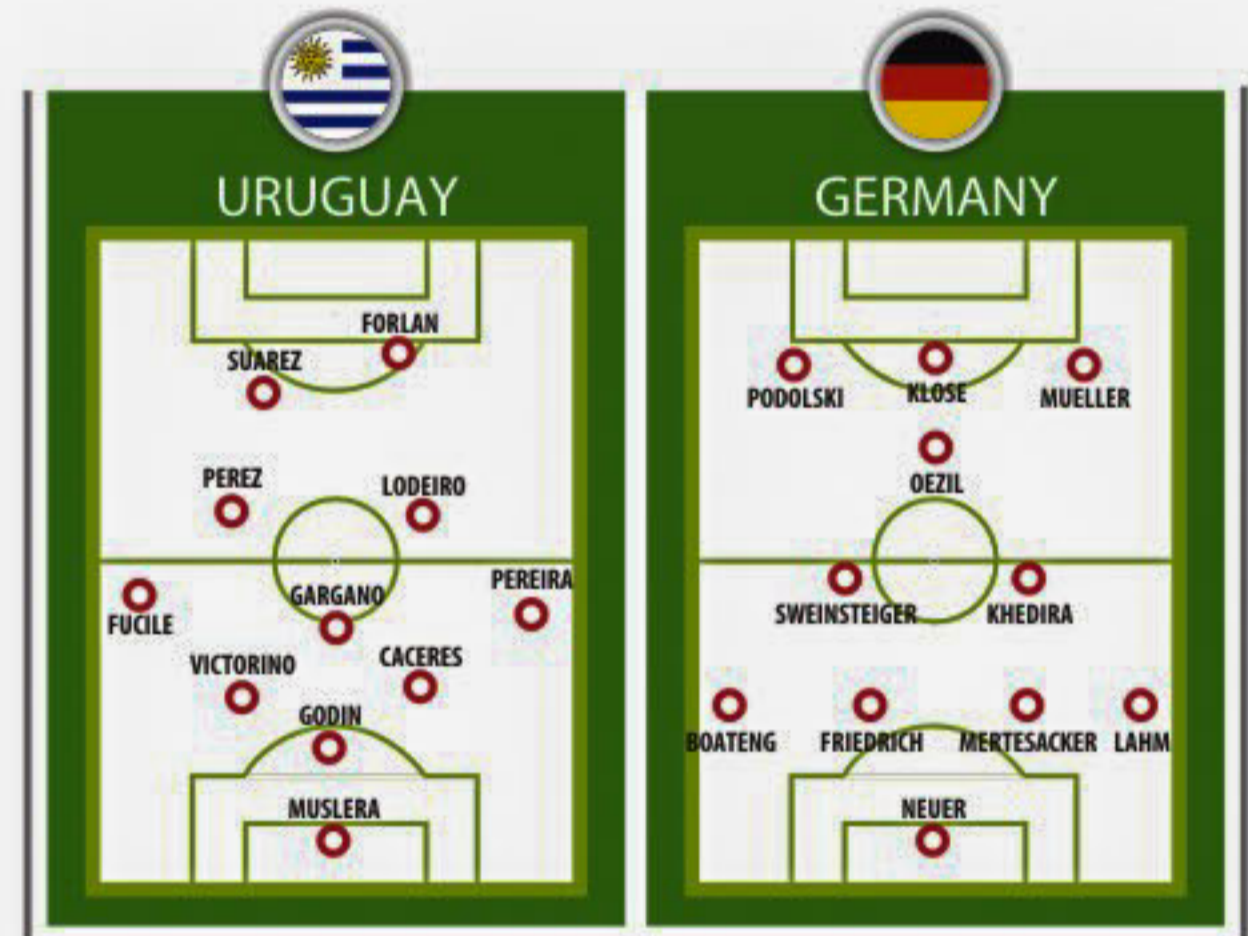 URUGUAY
FORLAN
SUAREZ
PEREZ
LODEIRO
PEREIRA
GARGANO
FUCILE
CACERES
VICTORINO
GODIN
MUSLERA
GERMANY
PODOLSKI
KLOSE
MUELLER
OEZIL
SWEINSTEIGER
KHEDIRA
BOATENG
FRIEDRICH
MERTESACKER
LAHM
NEUER